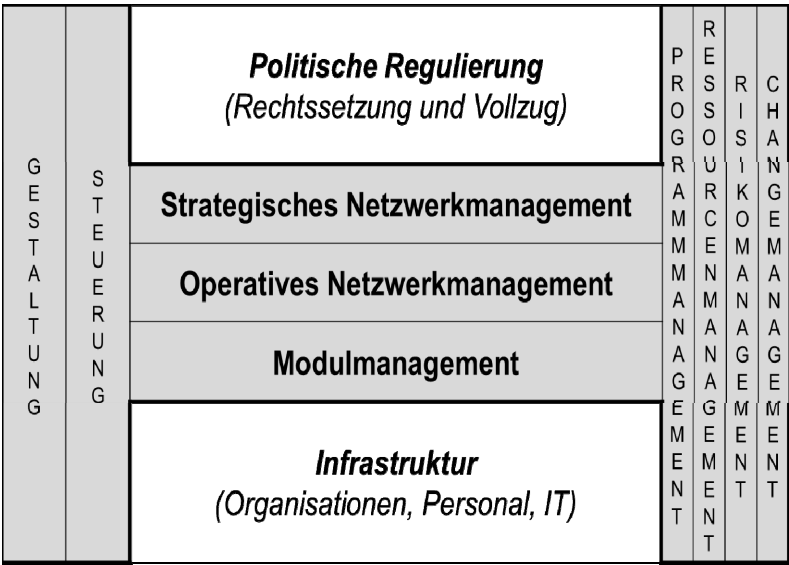 GESTALTUNG
STEUERUNG
Politische Regulierung
(Rechtssetzung und Vollzug)
Strategisches Netzwerkmanagement
Operatives Netzwerkmanagement
Modulmanagement
Infrastruktur
(Organisationen, Personal, IT)
PROGRAMMMANAGEMENT
RESSOURCENMANAGEMENT
RISIKOMANAGEMENT
CHANGEMANAGEMENT